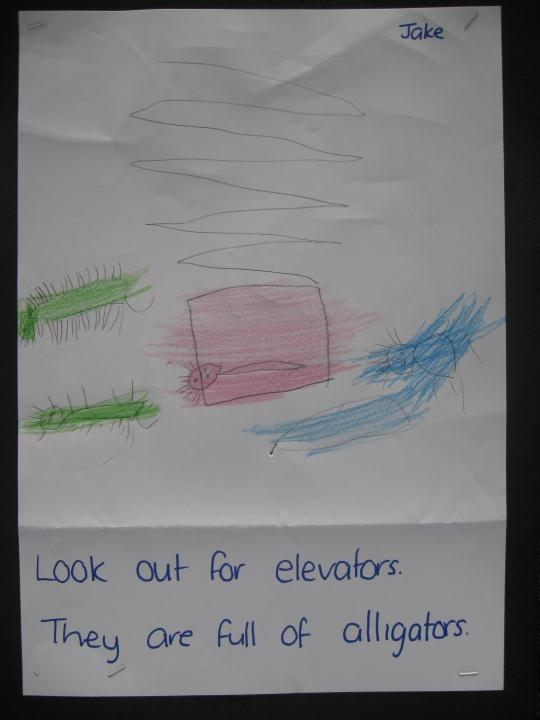 Jake
Look out for elevators.
They are full of alligators.